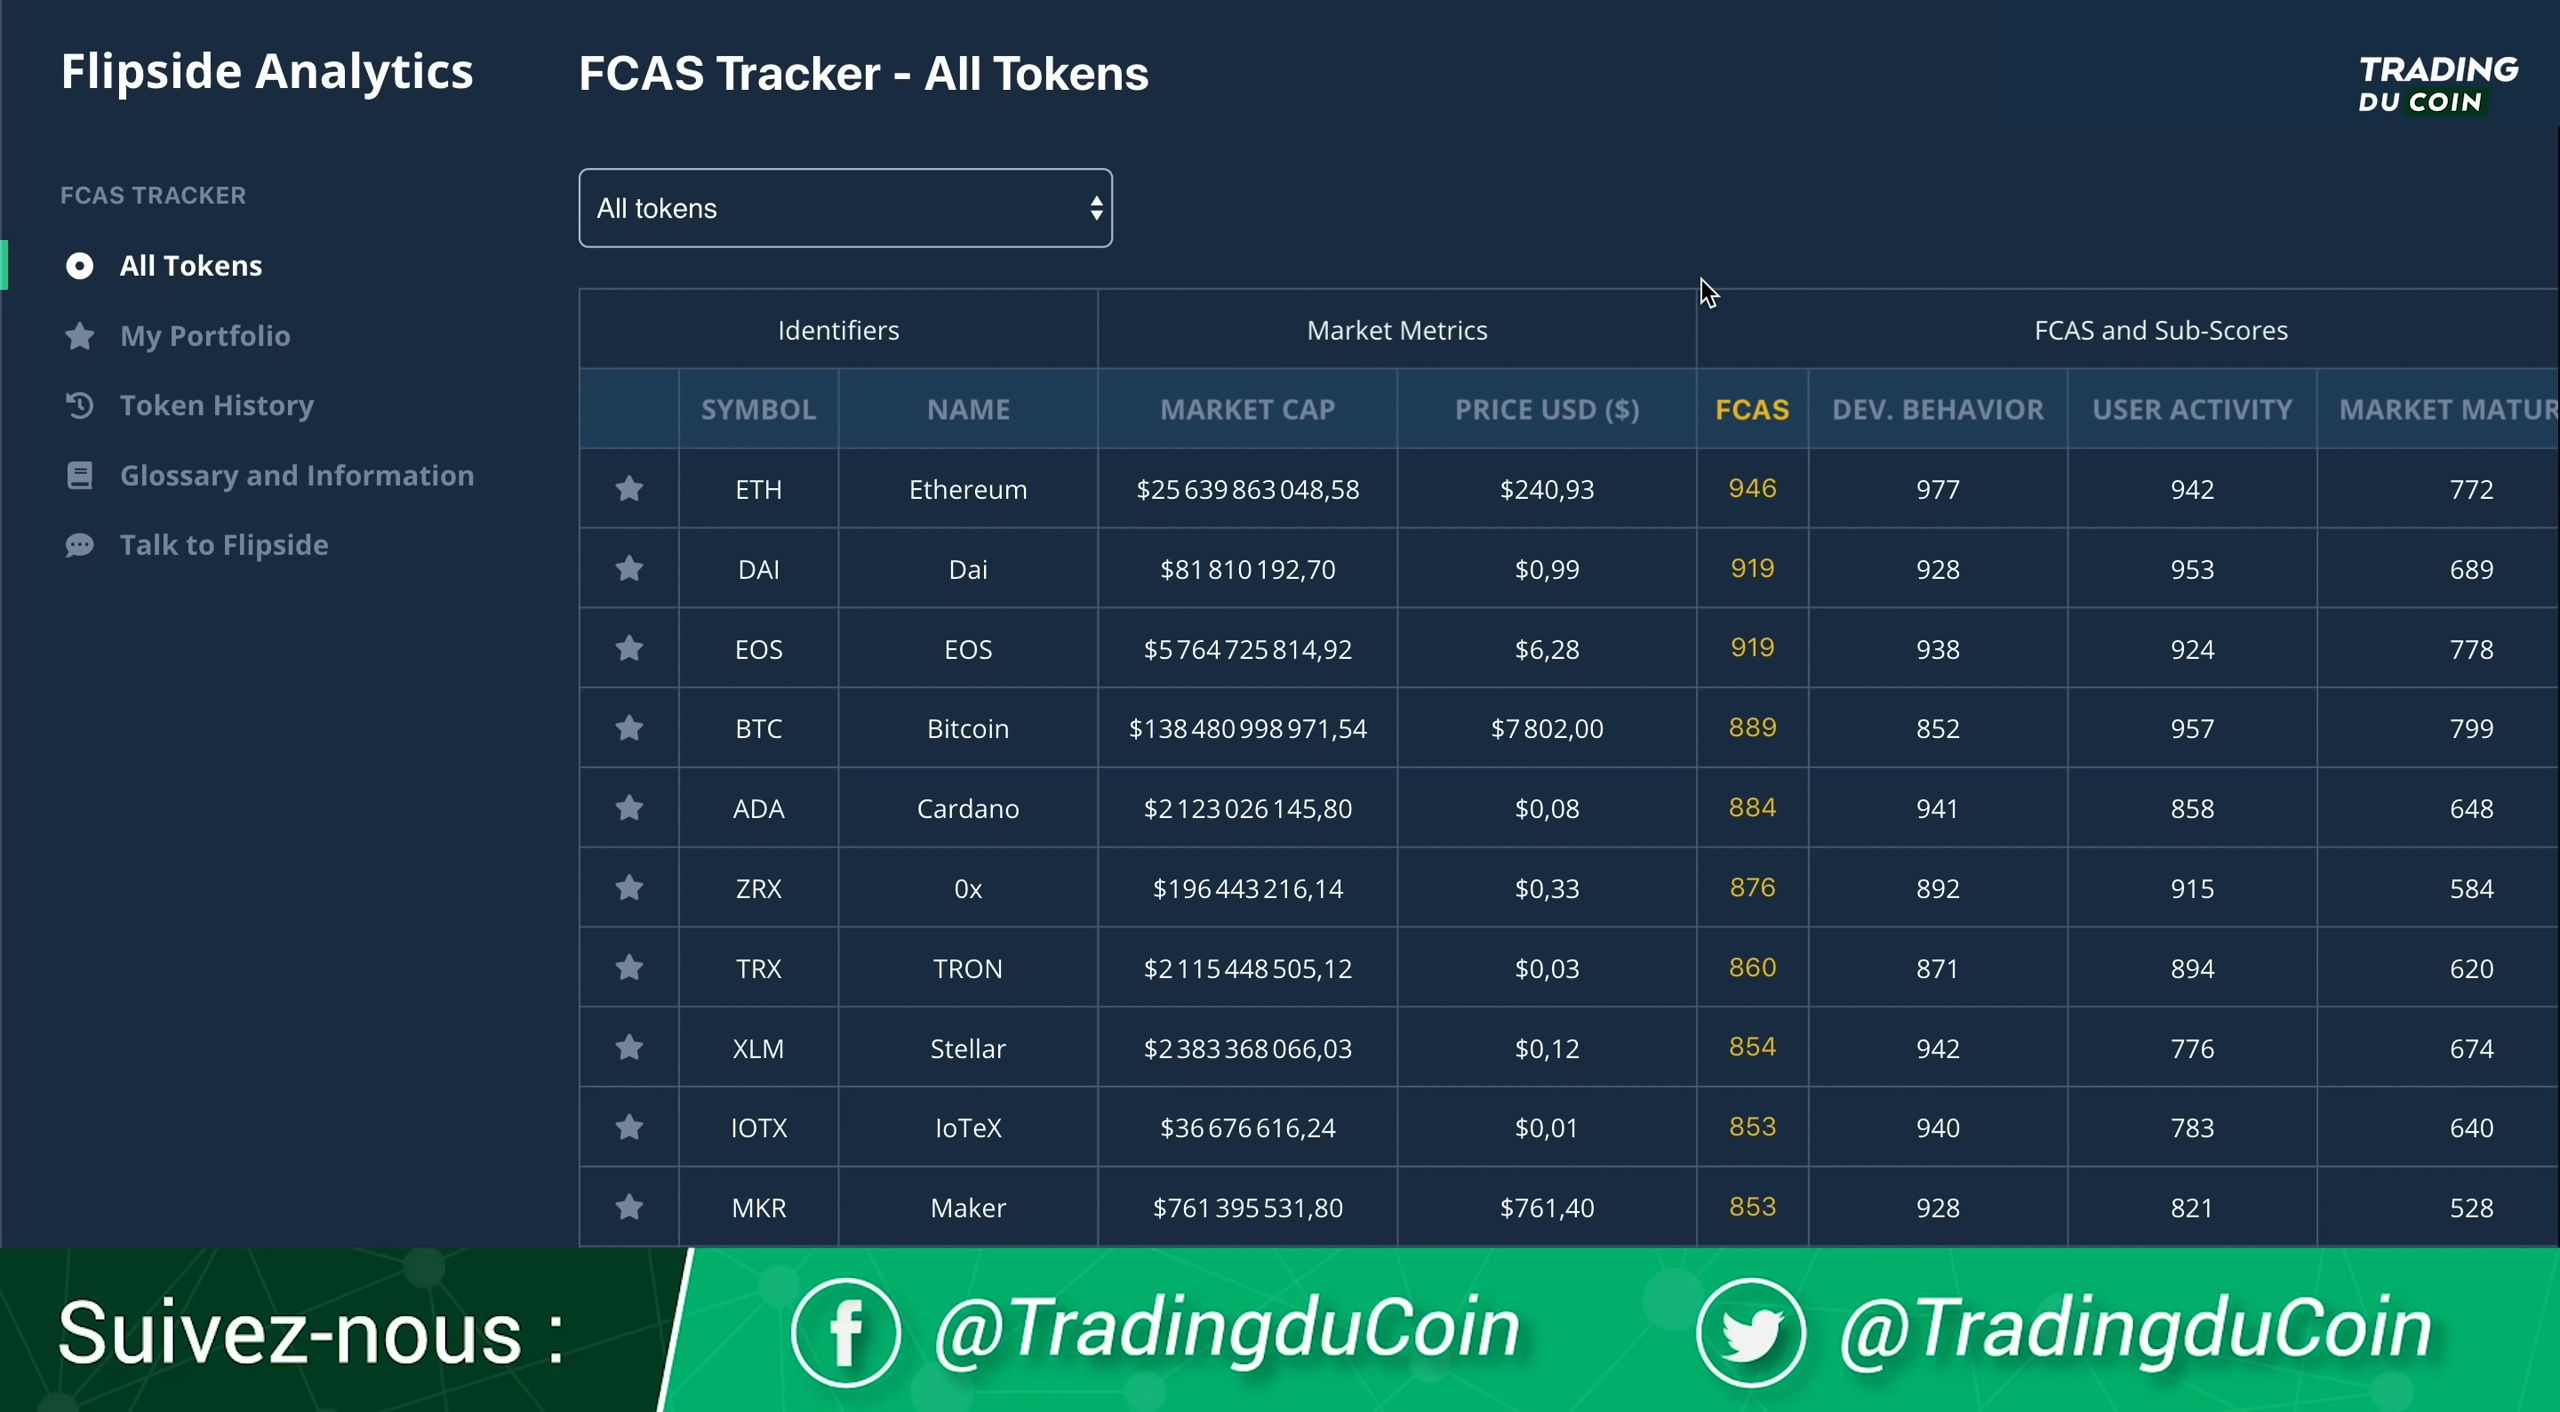 Flipside Analytics
FCAS Tracker - All Tokens
TRADING
DU COIN
FCAS TRACKER
All Tokens
My Portfolio
Token History
Glossary and Information
Talk to Flipside
All tokens
Identifiers Market Metrics FCAS and Sub-Scores
SYMBOL NAME MARKET CAP PRICE USD ($) FCAS DEV. BEHAVIOR USER ACTIVITY MARKET MATUR
ETH Ethereum $25 639 863 048,58 $240,93 946 977 942 772
DAI Dai $81 810 192,70 $0,99 919 928 953 689
EOS EOS $5 764 725 814,92 $6,28 919 938 924 778
BTC Bitcoin $138 480 998 971,54 $7 802,00 889 852 957 799
ADA Cardano $2 123 026 145,80 $0,08 884 941 858 648
ZRX 0x $196 443 216,14 $0,33 876 892 915 584
TRX TRON $2 115 448 505,12 $0,03 860 871 894 620
XLM Stellar $2 383 368 066,03 $0,12 854 942 776 674
IOTX IoTeX $36 676 616,24 $0,01 853 940 783 640
MKR Maker $761 395 531,80 $761,40 853 928 821 528
Suivez-nous : @TradingduCoin @TradingduCoin